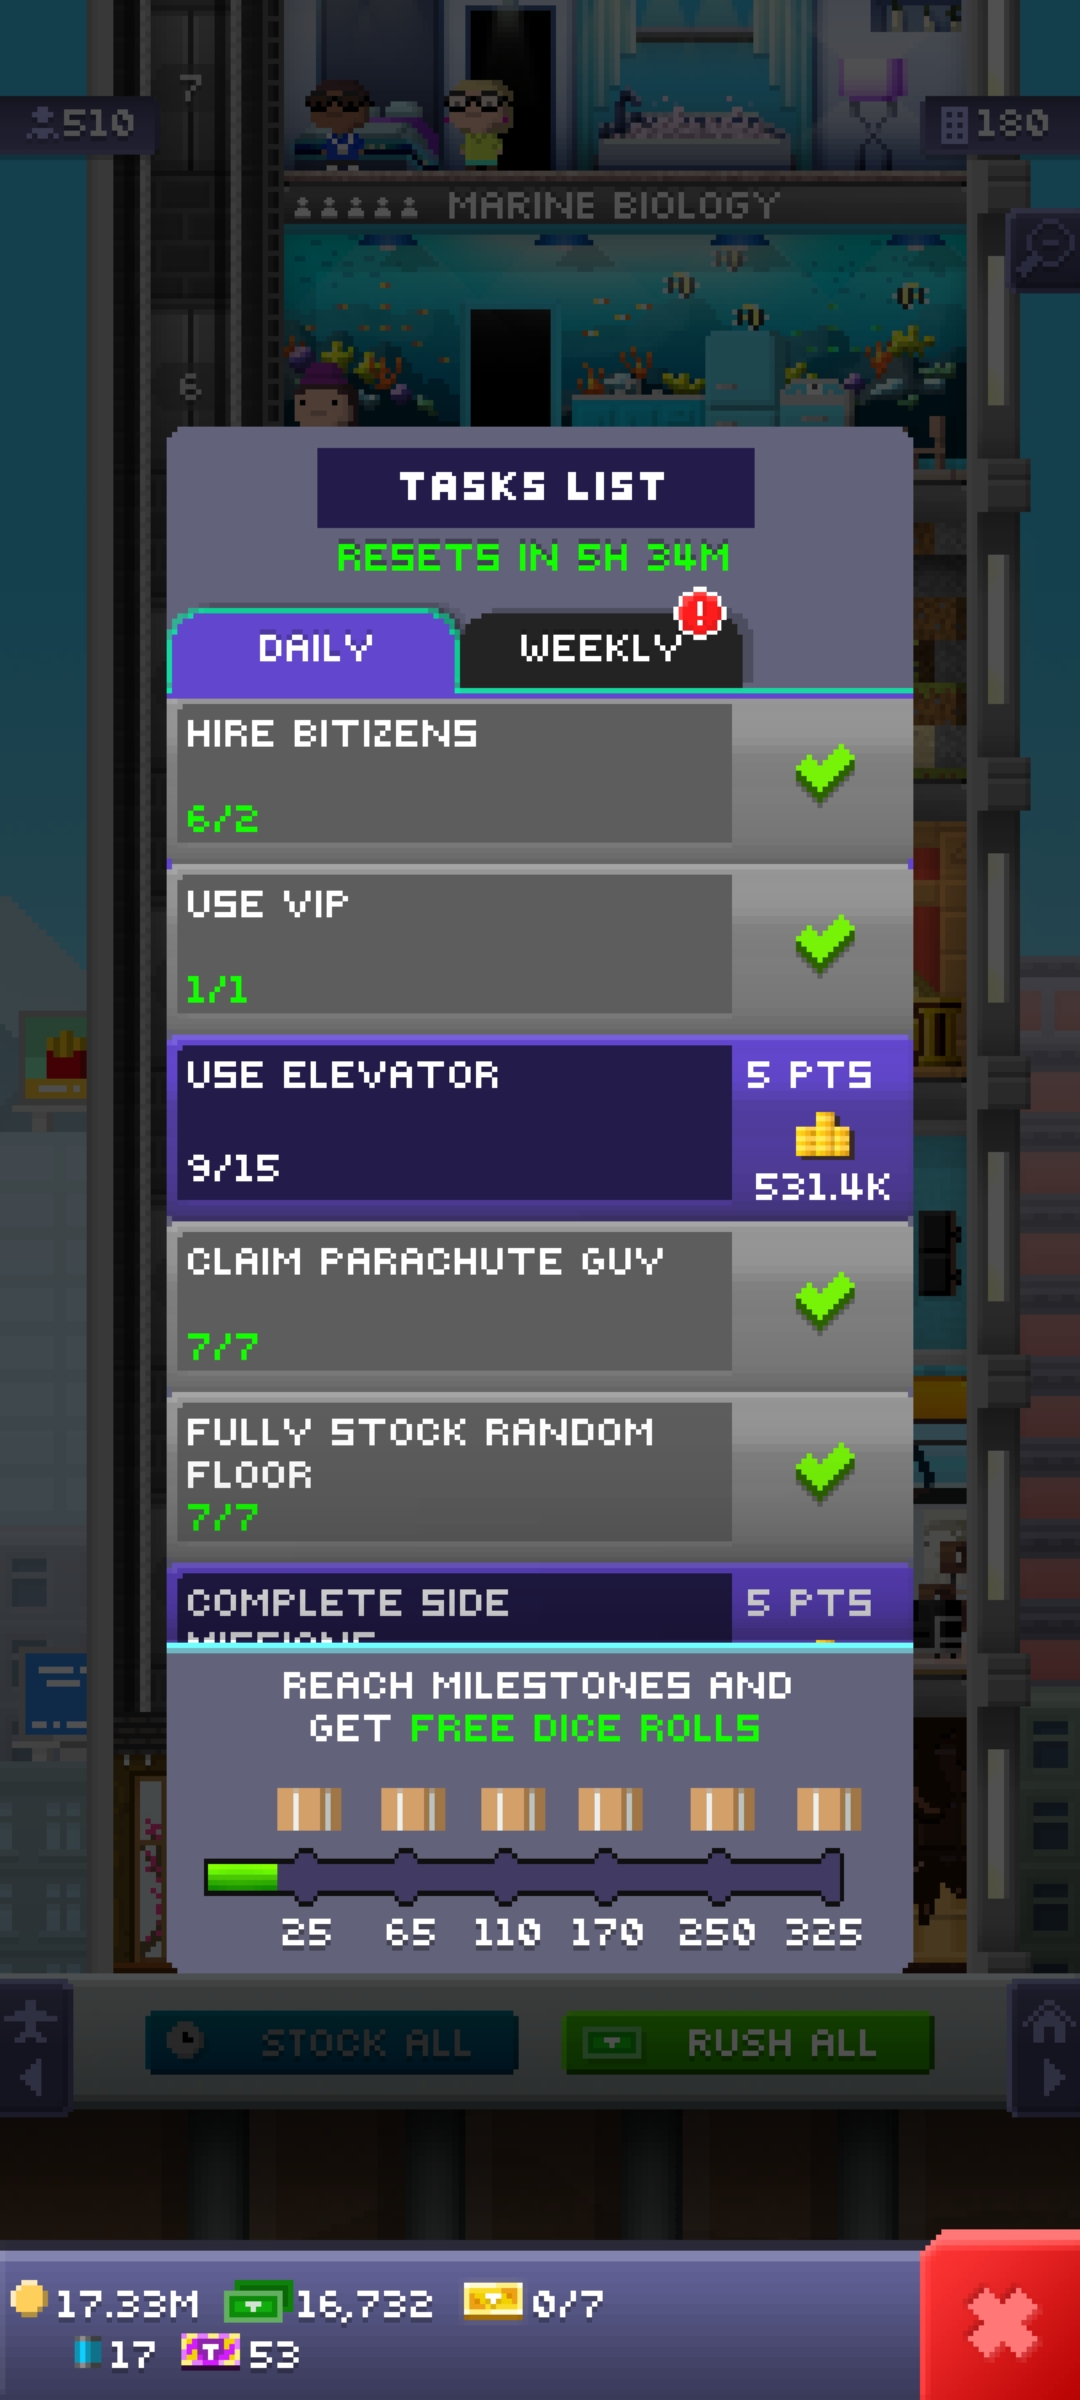 7
510
180
MARINE BIOLOGY
6
TASKS LIST
RESETS IN 5H 34M
DAILY
WEEKLY
!
HIRE BITIZENS
6/2
USE VIP
1/1
USE ELEVATOR
5 PTS
9/15
531.4K
CLAIM PARACHUTE GUY
7/7
FULLY STOCK RANDOM
FLOOR
7/7
COMPLETE SIDE
5 PTS
MISSIONS
REACH MILESTONES AND
GET FREE DICE ROLLS
25 65 110 170 250 325
STOCK ALL
RUSH ALL
17.33M 16,732 0/7
17 53